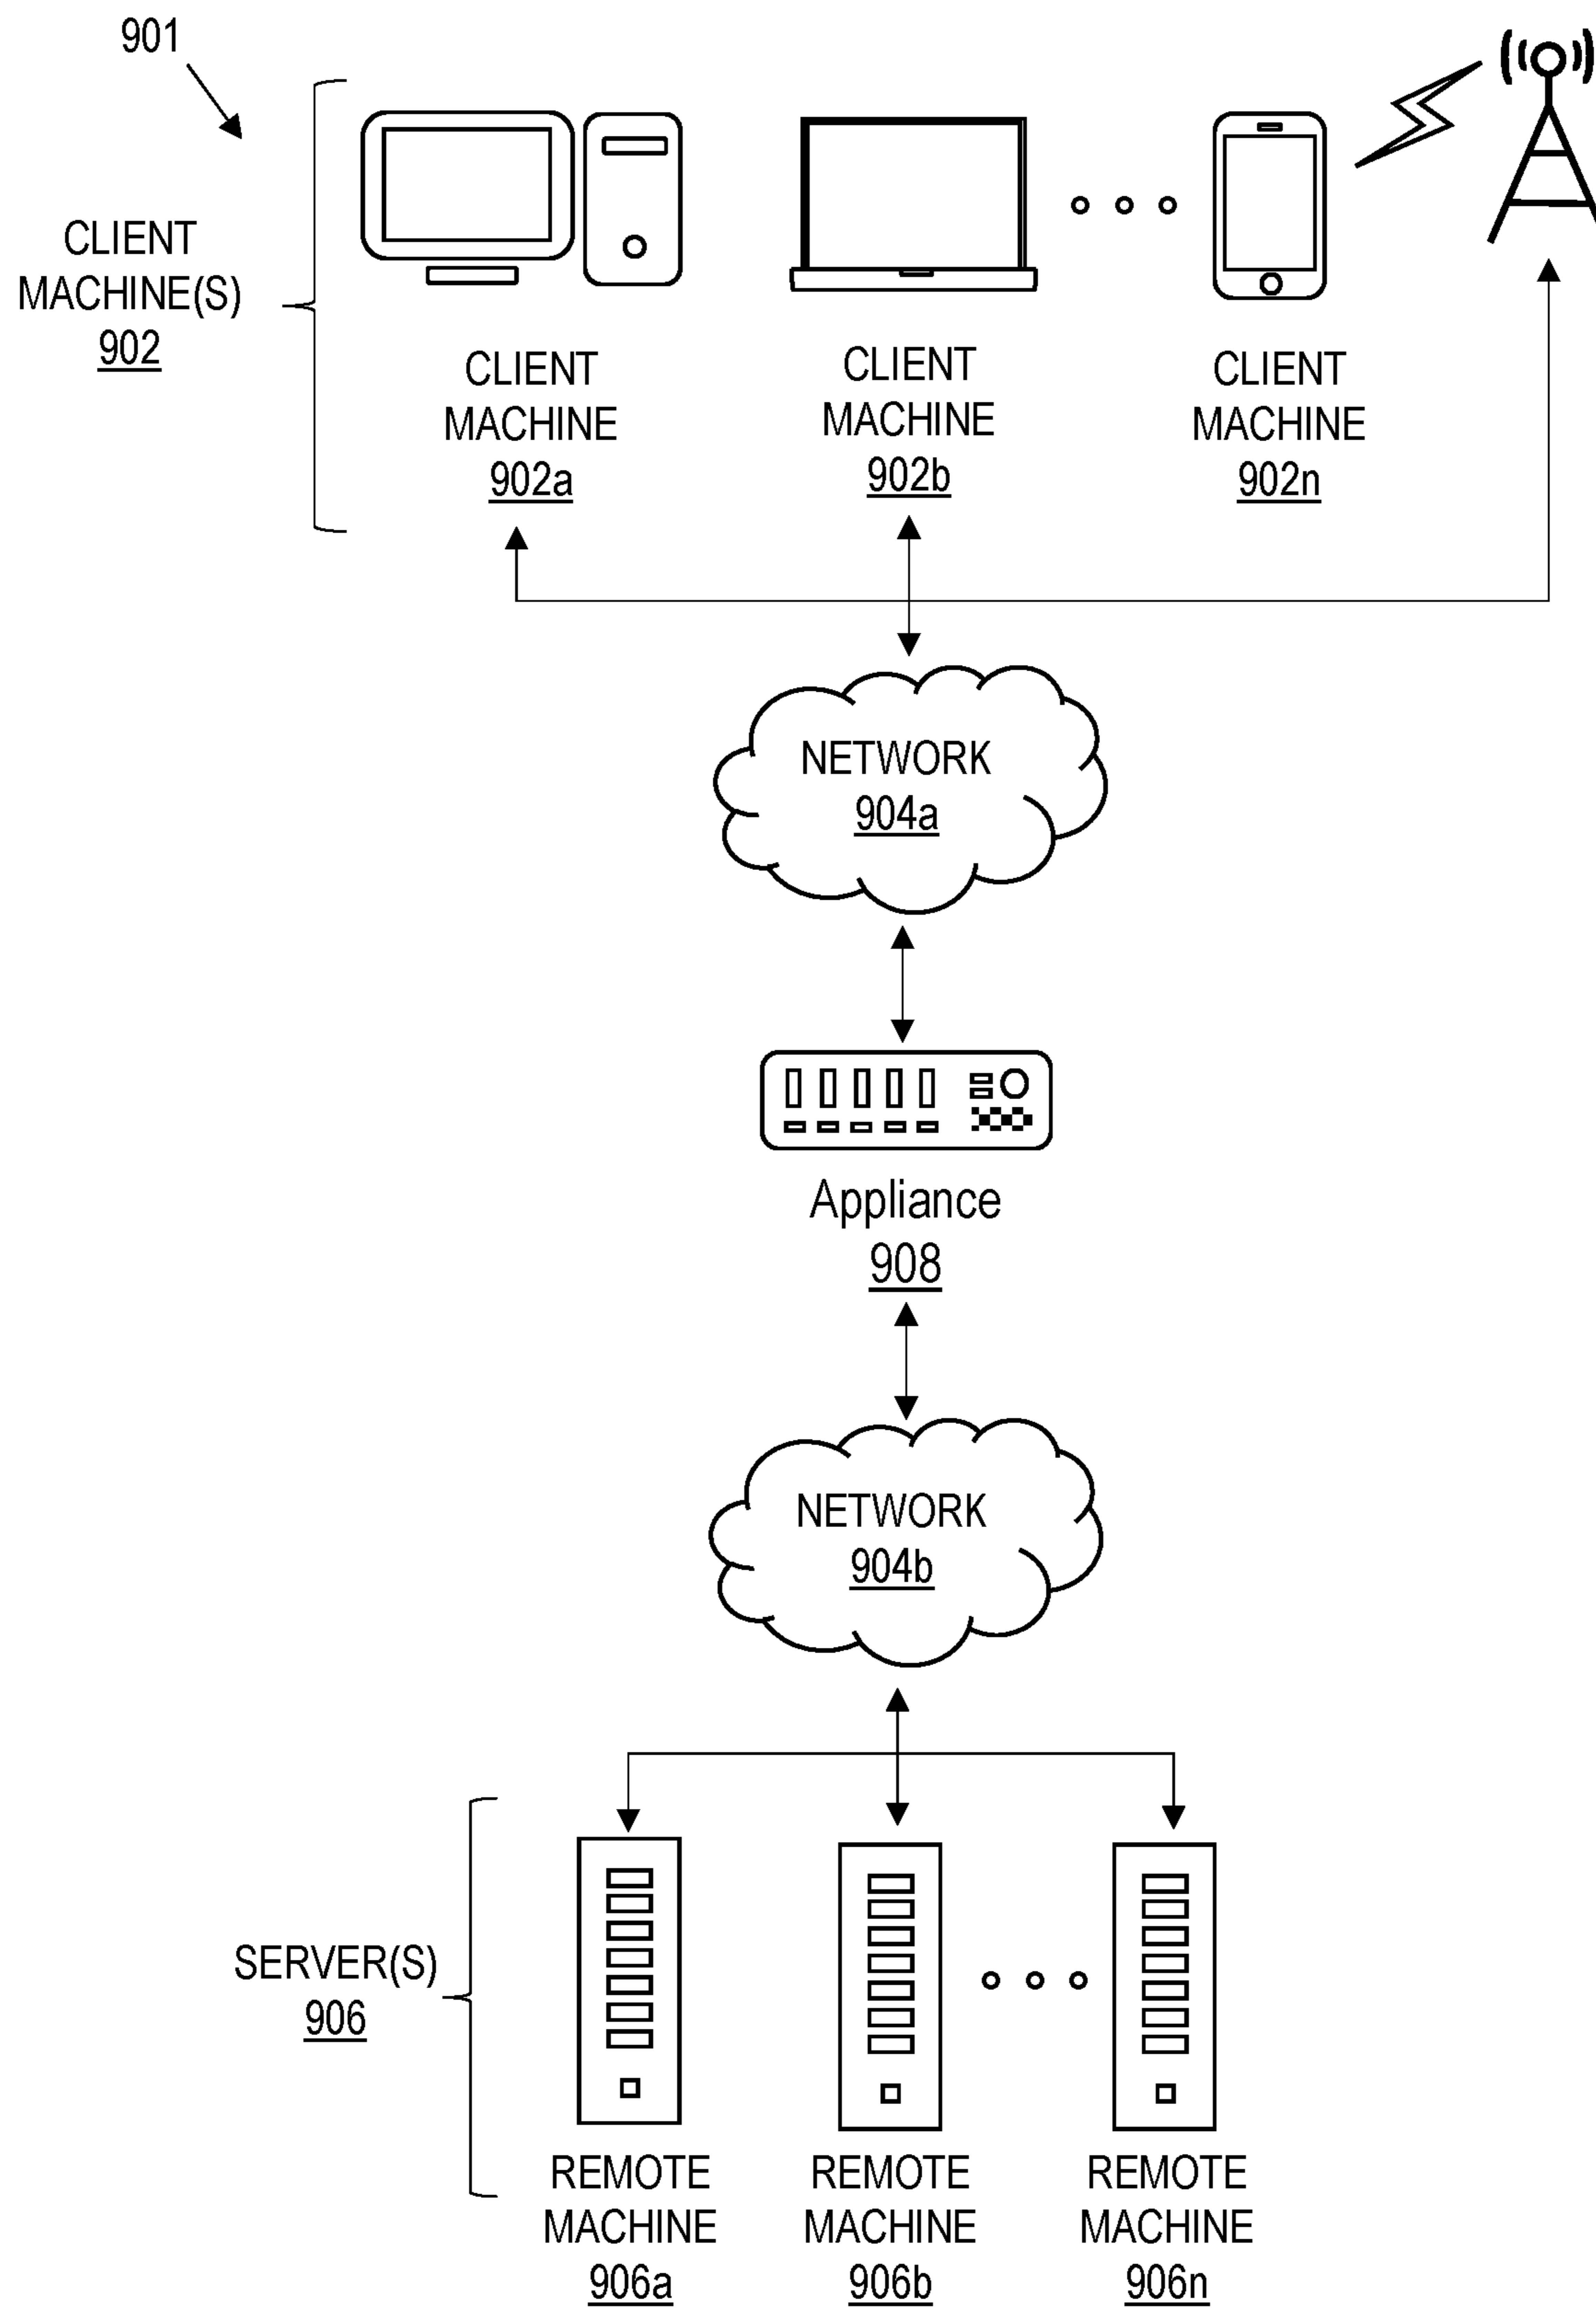 901
CLIENT
MACHINE(S)
902
CLIENT
MACHINE
902a
CLIENT
MACHINE
902b
CLIENT
MACHINE
902n
NETWORK
904a
Appliance
908
NETWORK
904b
SERVER(S)
906
REMOTE
MACHINE
906a
REMOTE
MACHINE
906b
REMOTE
MACHINE
906n